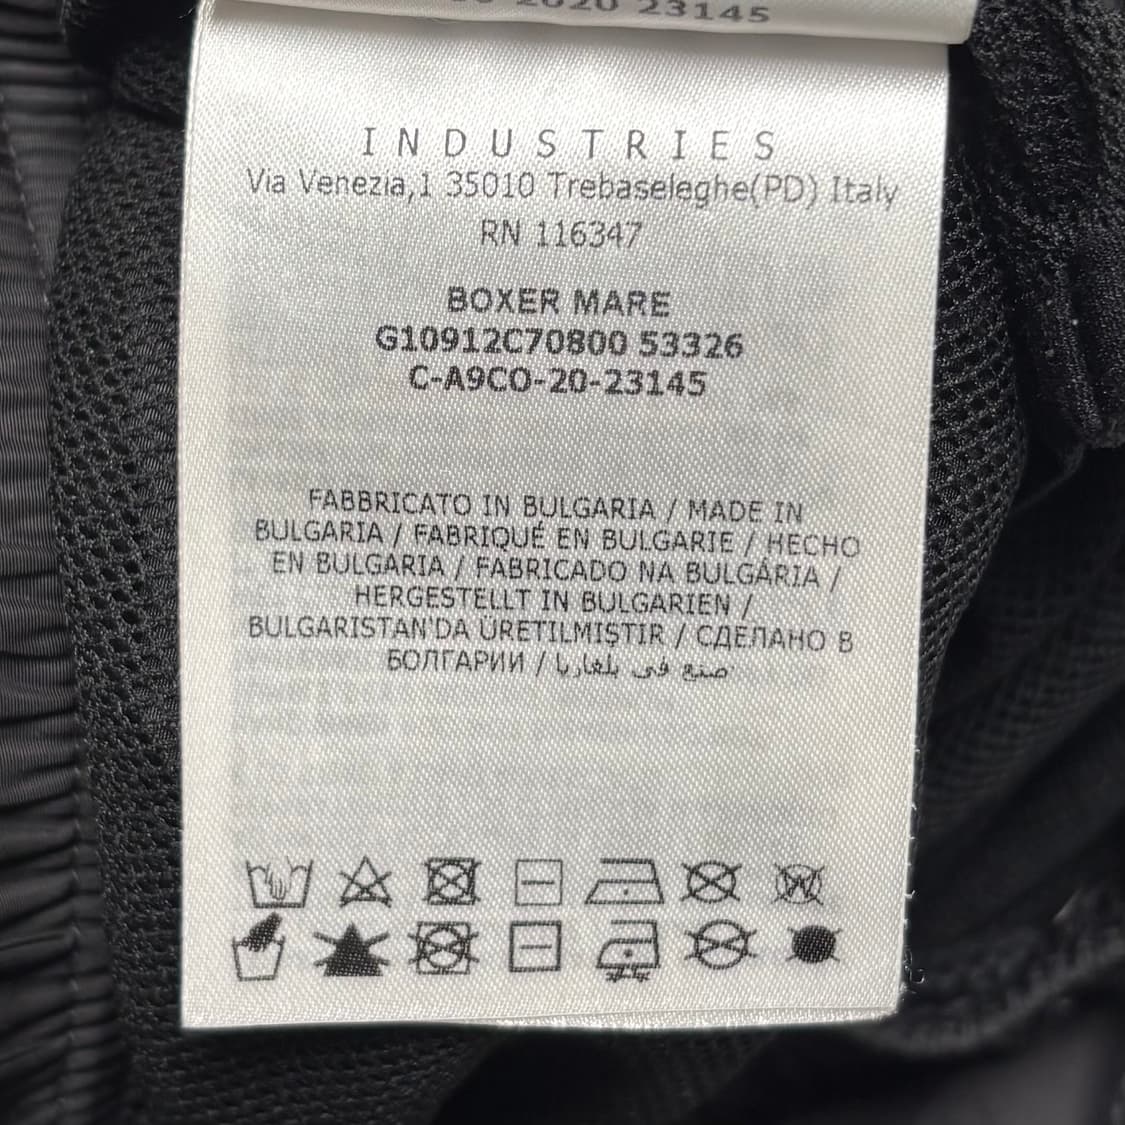 2020 23145
INDUSTRIES
Via Venezia,1 35010 Trebaseleghe(PD) Italy
RN 116347
BOXER MARE
G10912C70800 53326
C-A9CO-20-23145
FABBRICATO IN BULGARIA / MADE IN
BULGARIA / FABRIQUÉ EN BULGARIE / HECHO
EN BULGARIA / FABRICADO NA BULGÁRIA /
HERGESTELLT IN BULGARIEN /
BULGARISTAN'DA ÜRETILMIŞTIR / СДЕЛАНО В
БОЛГАРИИ / صنع في بلغاريا